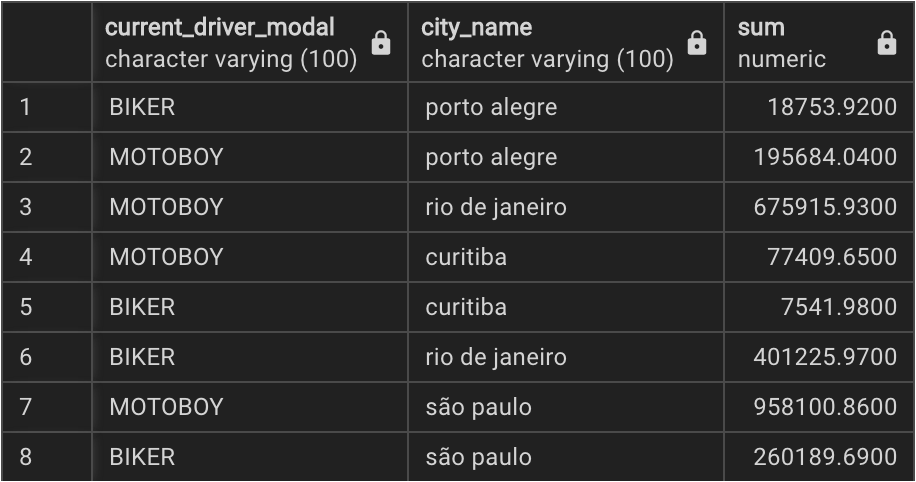 current_driver_modal city_name sum
character varying (100) character varying (100) numeric
1 BIKER porto alegre 18753.9200
2 MOTOBOY porto alegre 195684.0400
3 MOTOBOY rio de janeiro 675915.9300
4 MOTOBOY curitiba 77409.6500
5 BIKER curitiba 7541.9800
6 BIKER rio de janeiro 401225.9700
7 MOTOBOY são paulo 958100.8600
8 BIKER são paulo 260189.6900